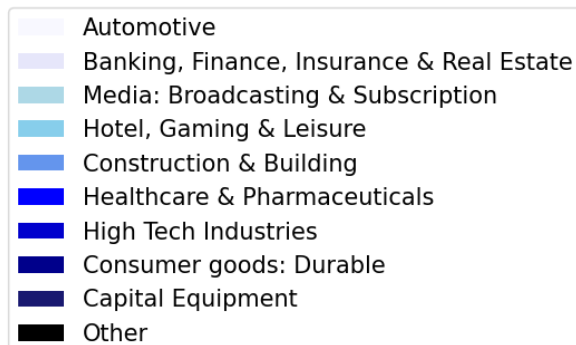 Automotive
Banking, Finance, Insurance & Real Estate
Media: Broadcasting & Subscription
Hotel, Gaming & Leisure
Construction & Building
Healthcare & Pharmaceuticals
High Tech Industries
Consumer goods: Durable
Capital Equipment
Other